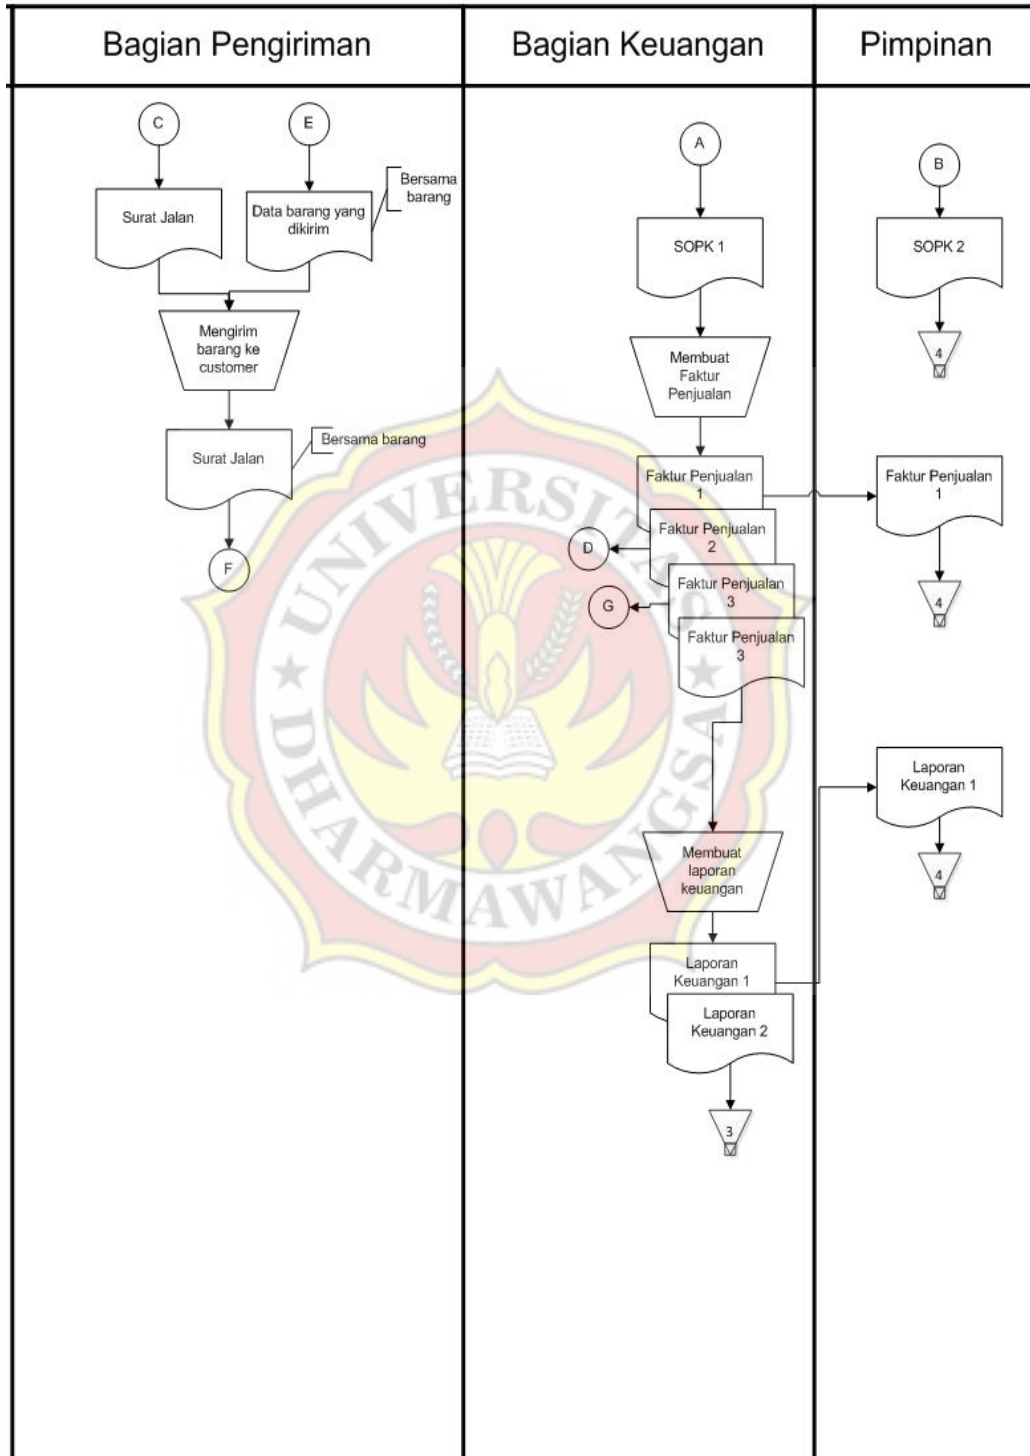 Bagian Pengiriman
Bagian Keuangan
Pimpinan
C
E
Surat Jalan
Data barang yang
dikirim
Bersama
barang
Mengirim
barang ke
customer
Surat Jalan
Bersama barang
F
A
SOPK 1
Membuat
Faktur
Penjualan
Faktur Penjualan
1
Faktur Penjualan
2
D
Faktur Penjualan
3
G
Faktur Penjualan
3
Membuat
laporan
keuangan
Laporan
Keuangan 1
Laporan
Keuangan 2
3
B
SOPK 2
4
Faktur Penjualan
1
4
Laporan
Keuangan 1
4
UNIVERSITAS
DHARMAWANGSA